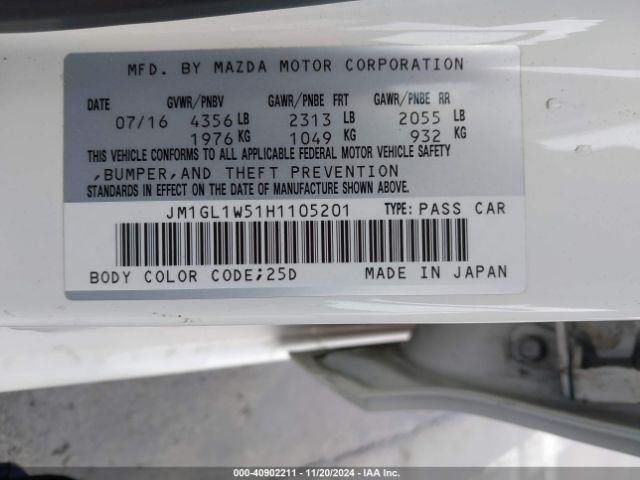 MFD. BY MAZDA MOTOR CORPORATION
DATE GVWR/PNBV GAWR/PNBE FRT GAWR/PNBE RR
07/16 4356 LB 2313 LB 2055 LB
1976 KG 1049 KG 932 KG
THIS VEHICLE CONFORMS TO ALL APPLICABLE FEDERAL MOTOR VEHICLE SAFETY
,BUMPER,AND THEFT PREVENTION
STANDARDS IN EFFECT ON THE DATE OF MANUFACTURE SHOWN ABOVE.
JM1GL1W51H1105201 TYPE: PASS CAR
BODY COLOR CODE;25D MADE IN JAPAN
000-40902211 - 11/20/2024 - IAA Inc.